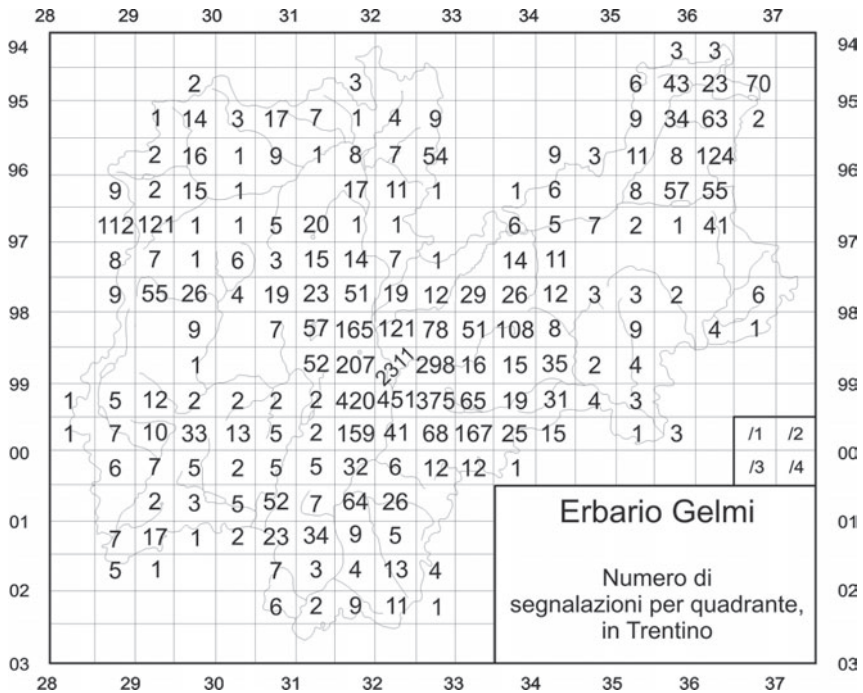 28 29 30 31 32 33 34 35 36 37
94 3 3 94
2 3 6 43 23 70
95 95
1 14 3 17 7 1 4 9 9 34 63 2
2 16 1 9 1 8 7 54 9 3 11 8 124
96 96
9 2 15 1 17 11 1 1 6 8 57 55
112 121 1 1 5 20 1 1 6 5 7 2 1 41
97 97
8 7 1 6 3 15 14 7 1 14 11
9 55 26 4 19 23 51 19 12 29 26 12 3 3 2 6
98 98
9 7 57 165 121 78 51 108 8 9 4 1
1 52 207 2311 298 16 15 35 2 4
99 99
1 5 12 2 2 2 2 420 451 375 65 19 31 4 3
1 7 10 33 13 5 2 159 41 68 167 25 15 1 3 /1 /2
00 00
6 7 5 2 5 5 32 6 12 12 1 /3 /4
2 3 5 52 7 64 26
01 01
7 17 1 2 23 34 9 5
5 1 7 3 4 13 4
02 02
6 2 9 11 1
03 03
28 29 30 31 32 33 34 35 36 37
Erbario Gelmi
Numero di
segnalazioni per quadrante,
in Trentino